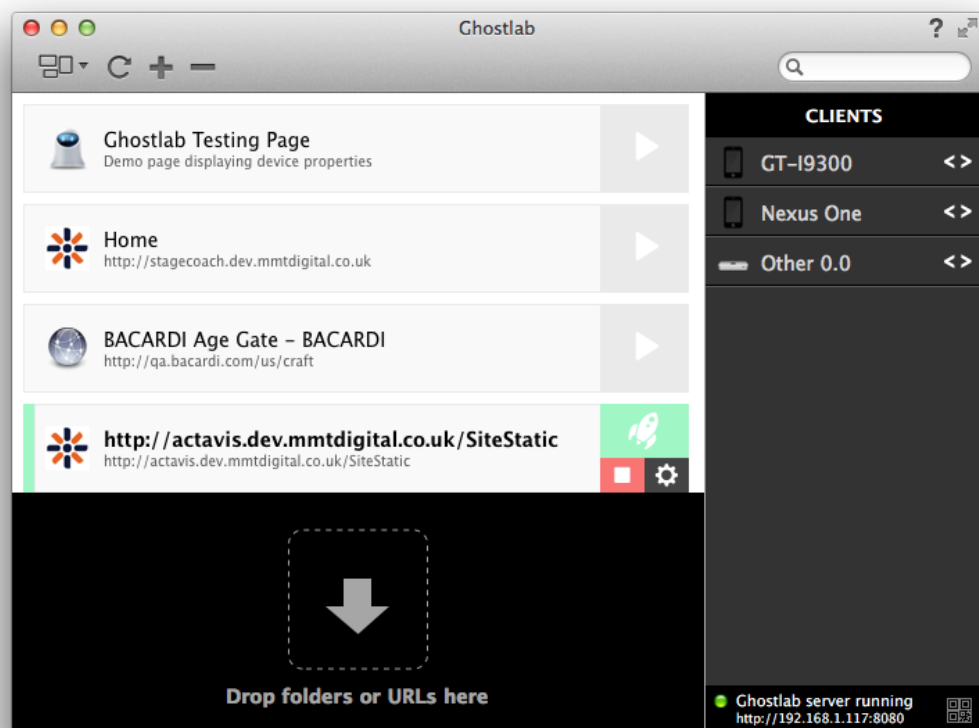 Ghostlab
?
Ghostlab Testing Page
Demo page displaying device properties
Home
http://stagecoach.dev.mmtdigital.co.uk
BACARDI Age Gate – BACARDI
http://qa.bacardi.com/us/craft
http://actavis.dev.mmtdigital.co.uk/SiteStatic
http://actavis.dev.mmtdigital.co.uk/SiteStatic
Drop folders or URLs here
CLIENTS
GT-I9300 <>
Nexus One <>
Other 0.0 <>
Ghostlab server running
http://192.168.1.117:8080